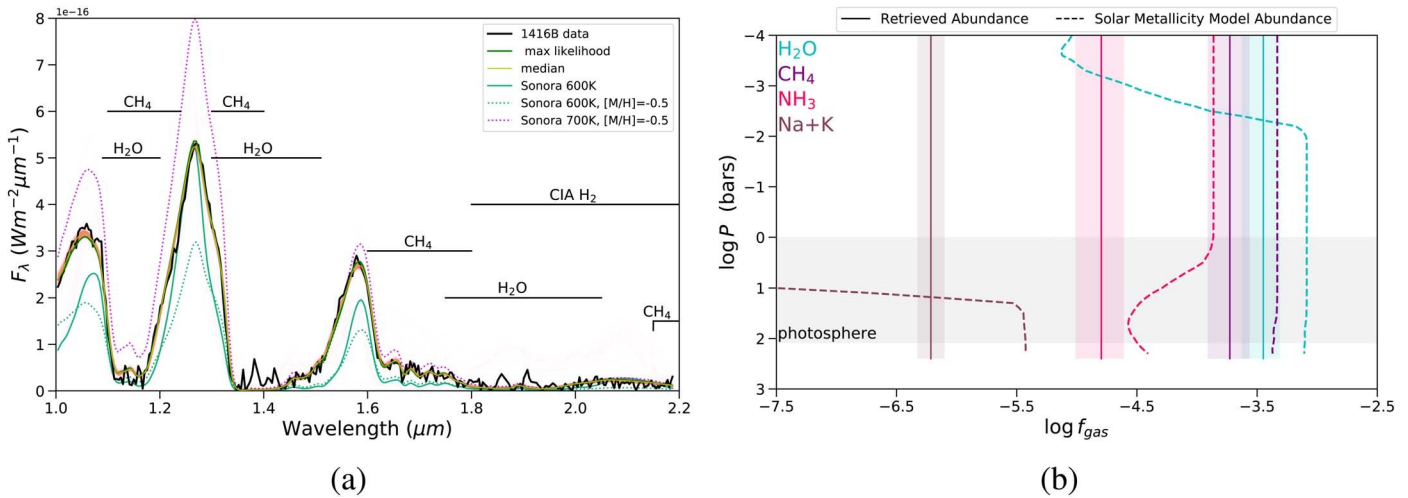 1e−16
8
7
6
5
4
3
2
1
0
F_λ (Wm⁻²μm⁻¹)
1416B data
max likelihood
median
Sonora 600K
Sonora 600K, [M/H]=-0.5
Sonora 700K, [M/H]=-0.5
CH₄
CH₄
H₂O
H₂O
CIA H₂
CH₄
H₂O
CH₄
1.0 1.2 1.4 1.6 1.8 2.0 2.2
Wavelength (μm)
(a)
Retrieved Abundance
Solar Metallicity Model Abundance
H₂O
CH₄
NH₃
Na+K
−4
−3
−2
−1
0
1
2
3
log P (bars)
photosphere
−7.5 −6.5 −5.5 −4.5 −3.5 −2.5
log f_gas
(b)